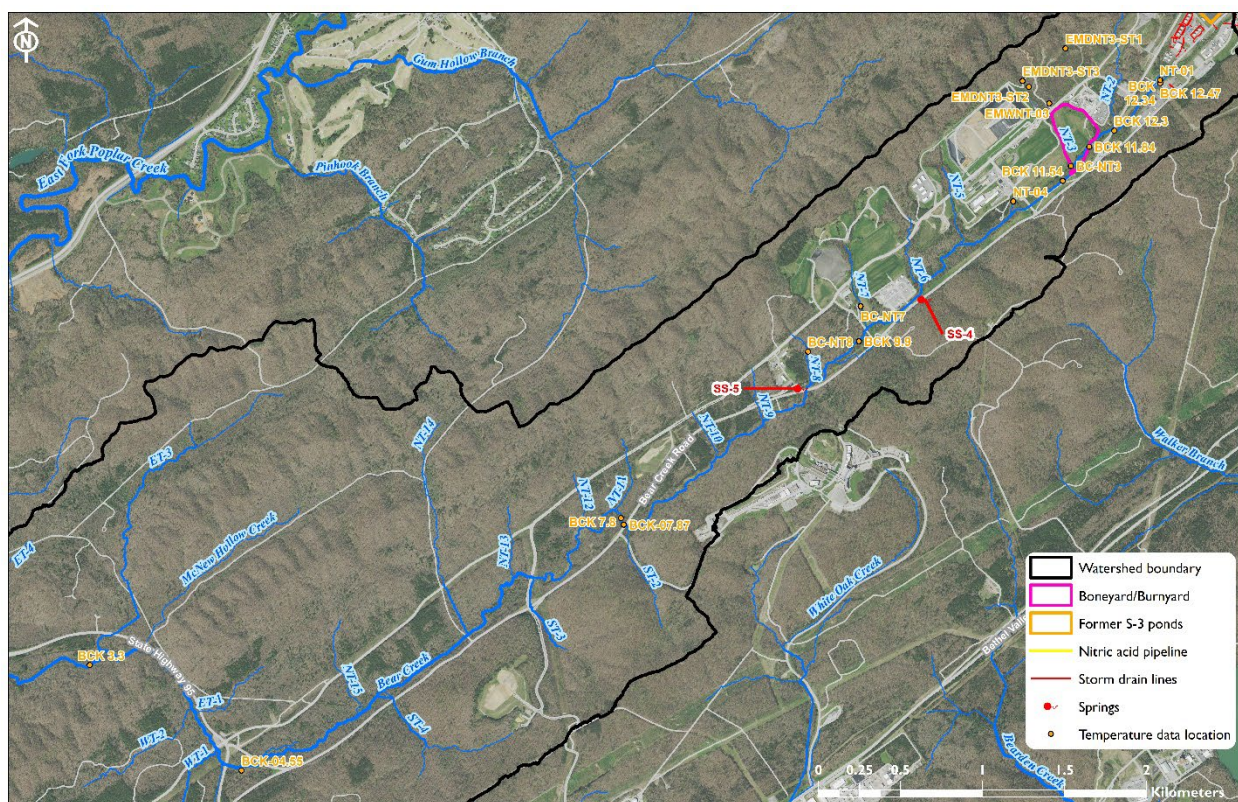 N
Gum Hollow Branch
East Fork Poplar Creek
Pinhook Branch
EMDNT3-ST1
EMDNT3-ST3
EMDNT3-ST2
EMWNT-03
NT-2
NT-01
BCK 12.34
BCK 12.47
BCK 12.3
NT-3
BCK 11.84
BC-NT3
BCK 11.54
NT-04
NT-5
NT-6
NT-7
BC-NT7
SS-4
BCK 9.9
BC-NT8
NT-8
SS-5
NT-9
NT-10
Bear Creek Road
NT-11
NT-12
BCK 7.8
BCK-07.87
NT-13
ST-2
ST-3
NT-14
ET-3
ET-4
McNew Hollow Creek
Walker Branch
White Oak Creek
Bethel Valley
Bearden Creek
State Highway 95
BCK 3.3
ET-1
WT-2
WT-1
BCK-04.55
NT-15
Bear Creek
ST-4
Watershed boundary
Boneyard/Burnyard
Former S-3 ponds
Nitric acid pipeline
Storm drain lines
Springs
Temperature data location
0 0.25 0.5 1 1.5 2
Kilometers